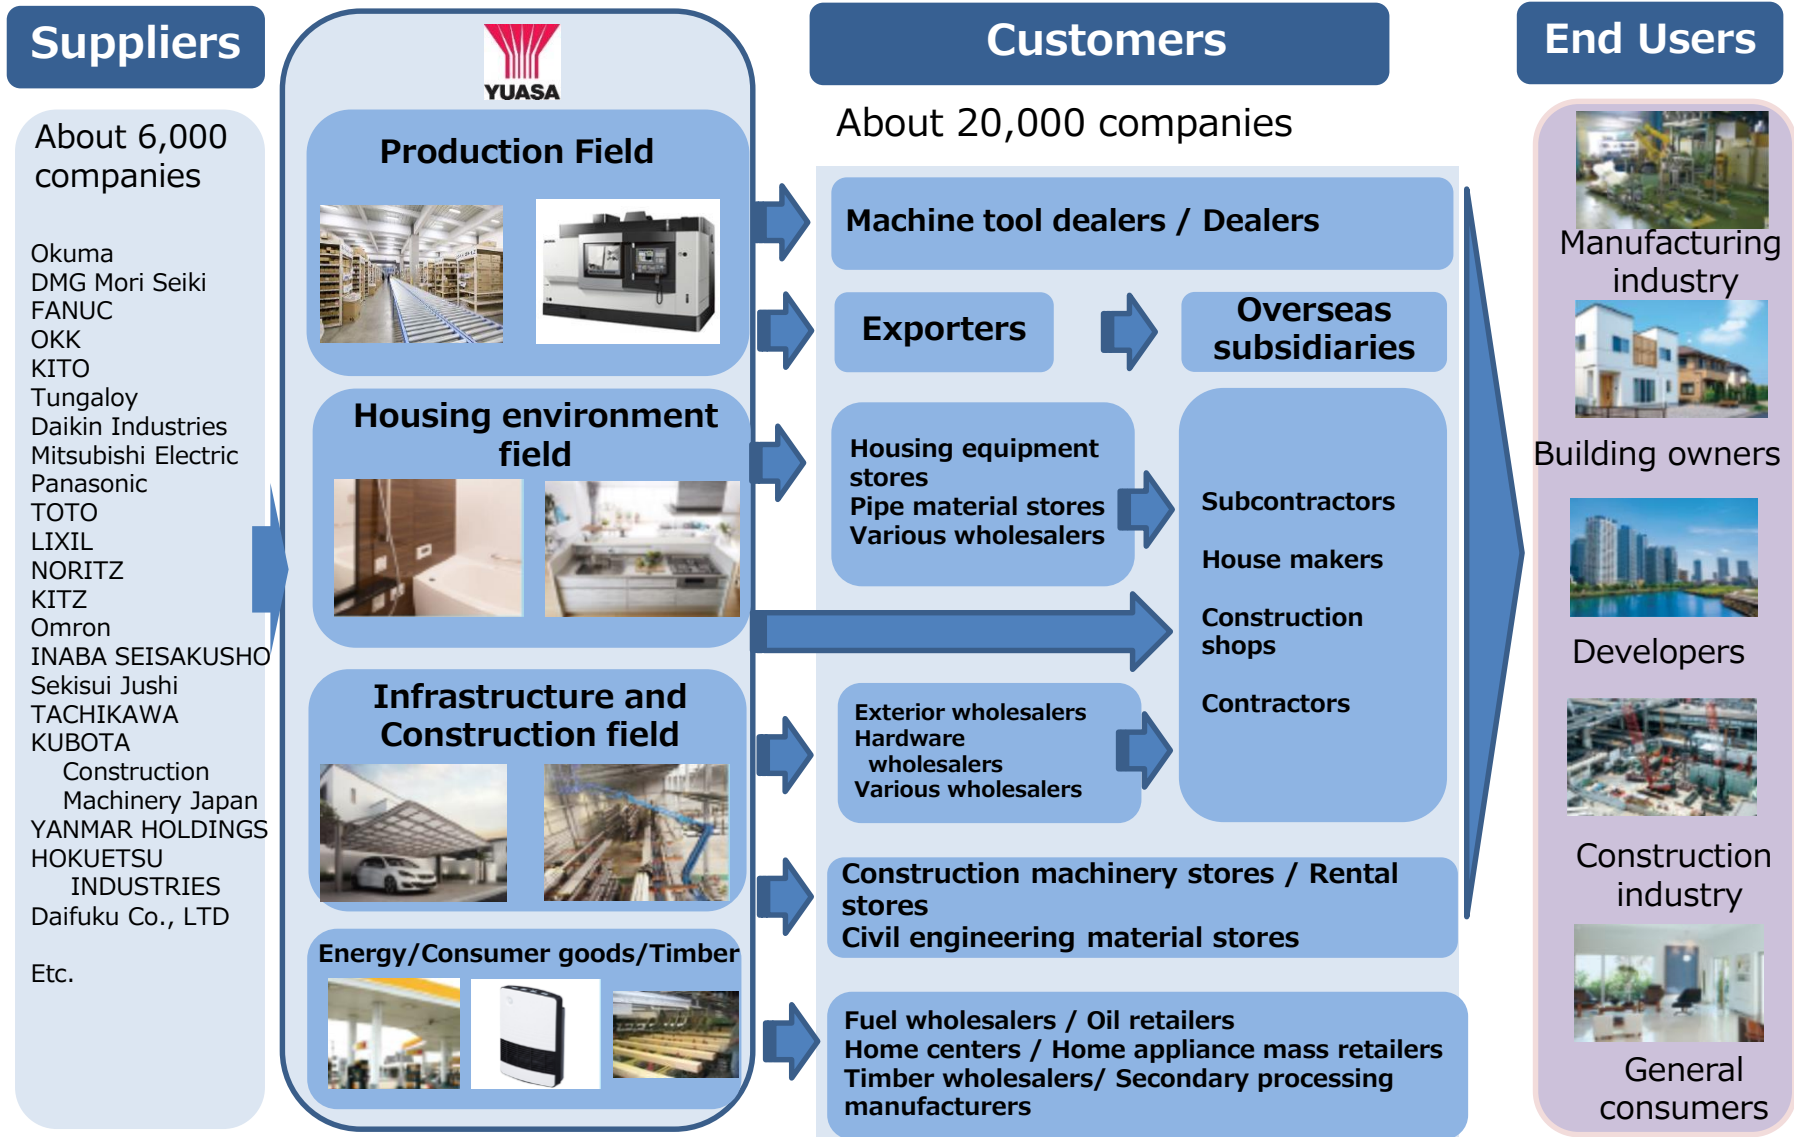 Suppliers
About 6,000
companies
Okuma
DMG Mori Seiki
FANUC
OKK
KITO
Tungaloy
Daikin Industries
Mitsubishi Electric
Panasonic
TOTO
LIXIL
NORITZ
KITZ
Omron
INABA SEISAKUSHO
Sekisui Jushi
TACHIKAWA
KUBOTA
Construction
Machinery Japan
YANMAR HOLDINGS
HOKUETSU
INDUSTRIES
Daifuku Co., LTD
Etc.
YUASA
Production Field
Housing environment
field
Infrastructure and
Construction field
Energy/Consumer goods/Timber
Customers
About 20,000 companies
Machine tool dealers / Dealers
Exporters
Overseas
subsidiaries
Housing equipment
stores
Pipe material stores
Various wholesalers
Subcontractors
House makers
Construction
shops
Contractors
Exterior wholesalers
Hardware
wholesalers
Various wholesalers
Construction machinery stores / Rental
stores
Civil engineering material stores
Fuel wholesalers / Oil retailers
Home centers / Home appliance mass retailers
Timber wholesalers/ Secondary processing
manufacturers
End Users
Manufacturing
industry
Building owners
Developers
Construction
industry
General
consumers